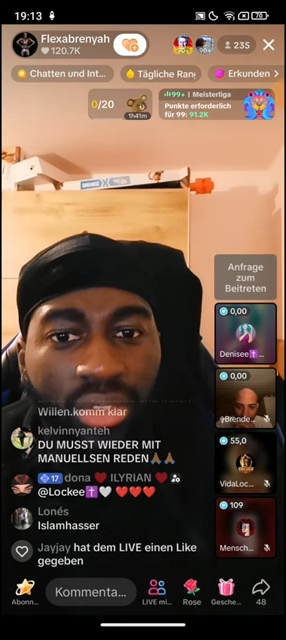 19:13
70
Flexabrenyah
120.7K
235
Chatten und Int...
Tägliche Rang
Erkunden >
0/20
1h41m
99+ | Meisterliga
Punkte erforderlich
für 99: 91.2K
Anfrage
zum
Beitreten
0,00
Denisee✝️...
0,00
Brende...
55,0
VidaLoc...
109
Mensch...
Willen.komm klar
kelvinnyanteh
DU MUSST WIEDER MIT
MANUELLSEN REDEN🙏🏾🙏🏾
17 dona ❤️ ILYRIAN ❤️
@Lockee✝️🤍 ❤️❤️❤️
Lonés
Islamhasser
Jayjay hat dem LIVE einen Like
gegeben
Abonn...
Kommenta...
LIVE mi...
Rose
Gesche...
48